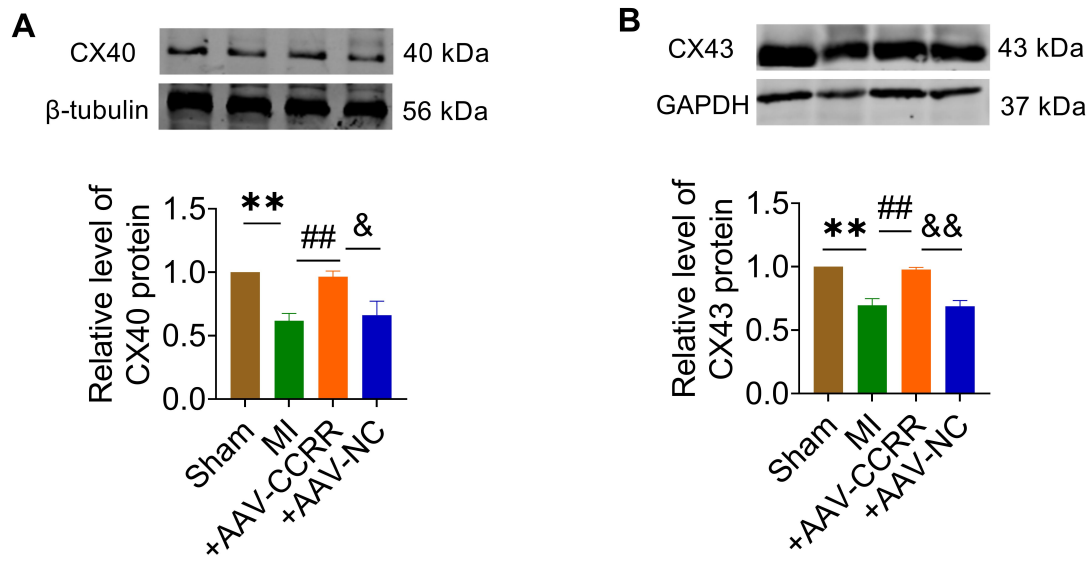 A
CX40
40 kDa
β-tubulin
56 kDa
Relative level of
CX40 protein
1.5
1.0
0.5
0.0
**
##
&
Sham
MI
+AAV-CCRR
+AAV-NC
B
CX43
43 kDa
GAPDH
37 kDa
Relative level of
CX43 protein
1.5
1.0
0.5
0.0
**
##
&&
Sham
MI
+AAV-CCRR
+AAV-NC